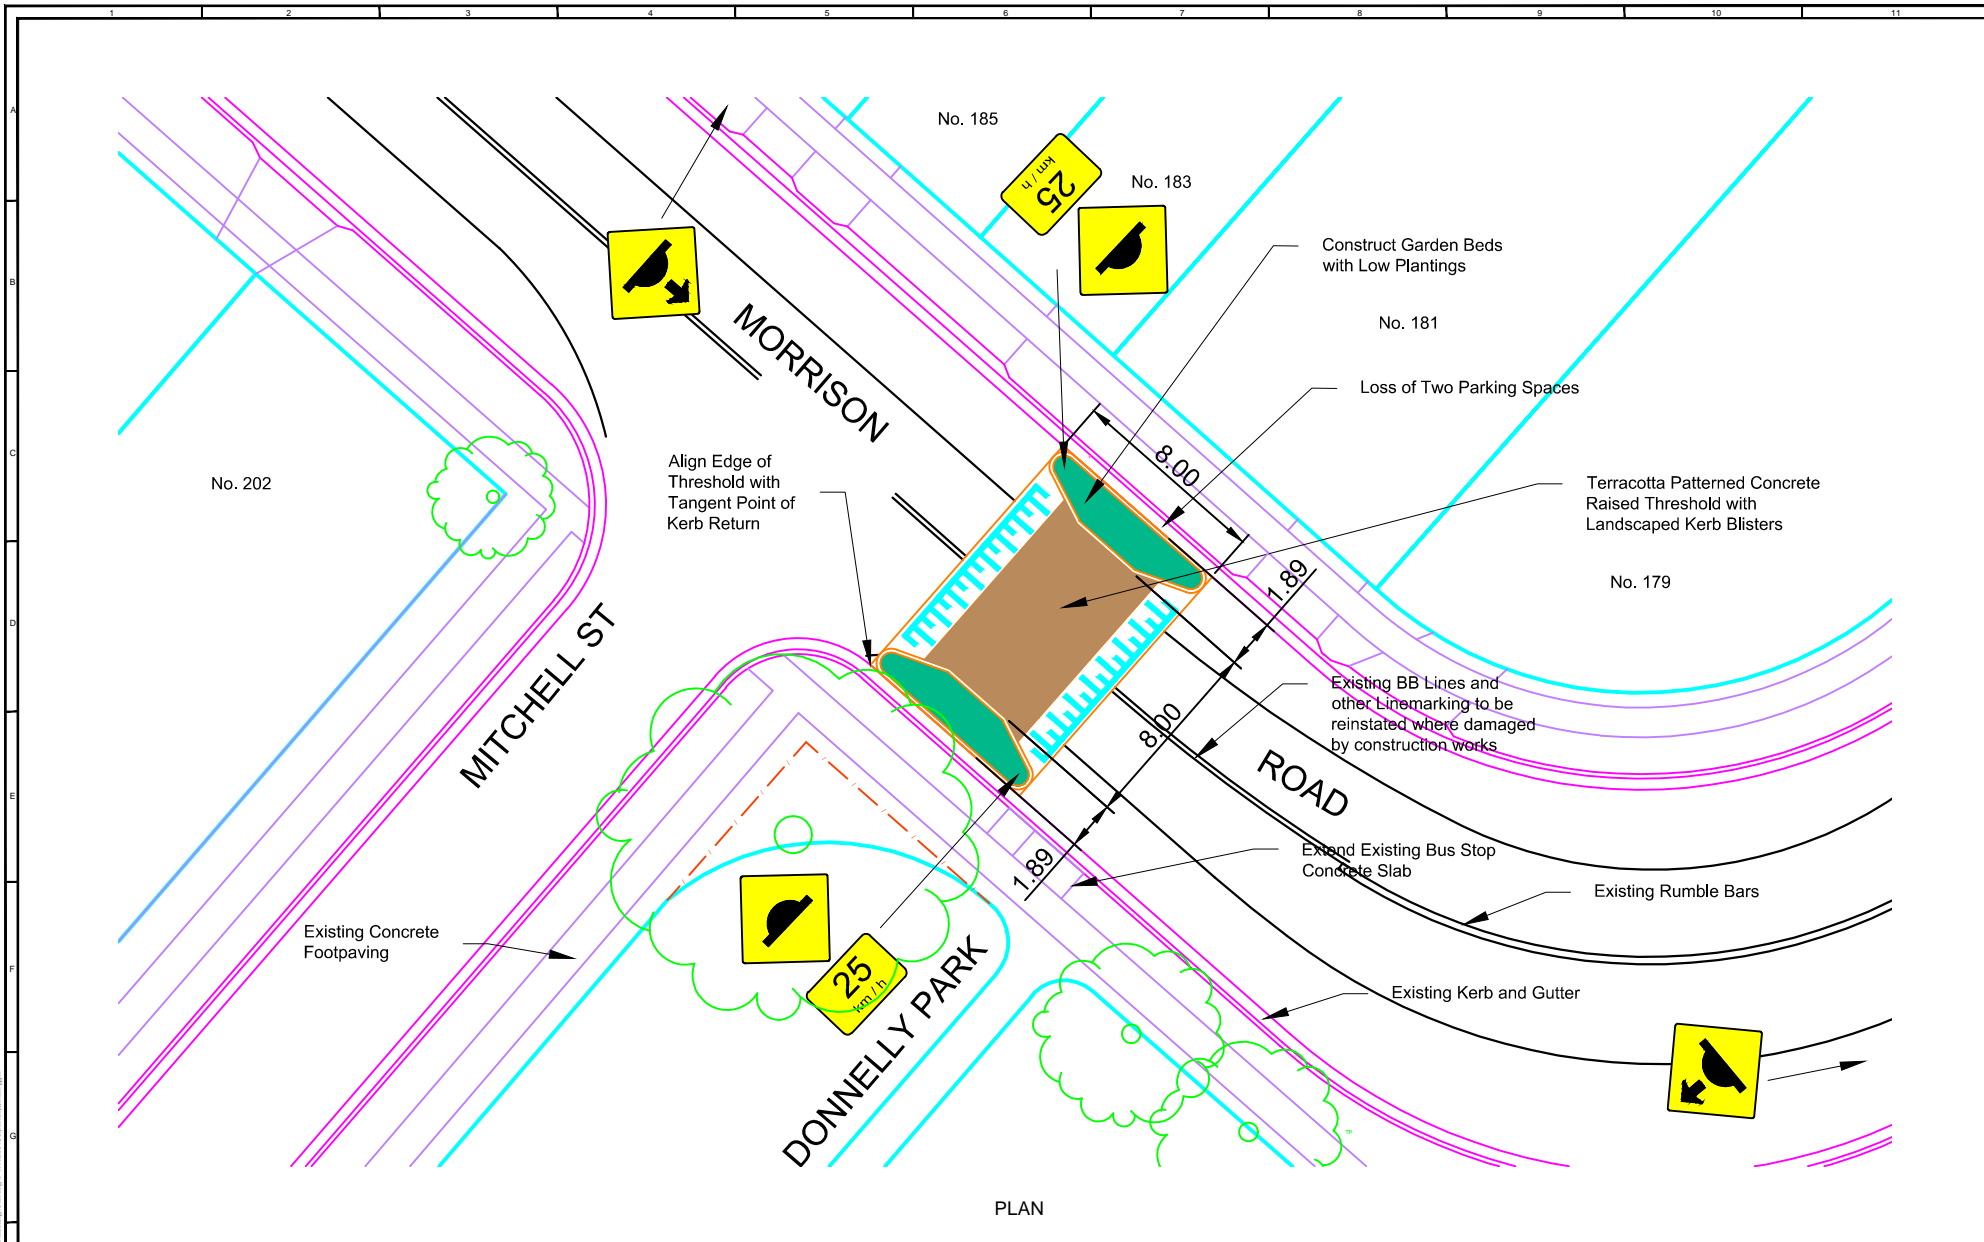 1 2 3 4 5 6 7 8 9 10 11
A
B
C
D
E
F
G
No. 185
25
km / h
No. 183
Construct Garden Beds
with Low Plantings
No. 181
MORRISON
Loss of Two Parking Spaces
8.00
Align Edge of
Threshold with
Tangent Point of
Kerb Return
No. 202
Terracotta Patterned Concrete
Raised Threshold with
Landscaped Kerb Blisters
No. 179
1.89
MITCHELL ST
Existing BB Lines and
other Linemarking to be
reinstated where damaged
by construction works
8.00
ROAD
1.89
Extend Existing Bus Stop
Concrete Slab
Existing Rumble Bars
Existing Concrete
Footpaving
25
km / h
DONNELLY PARK
Existing Kerb and Gutter
PLAN